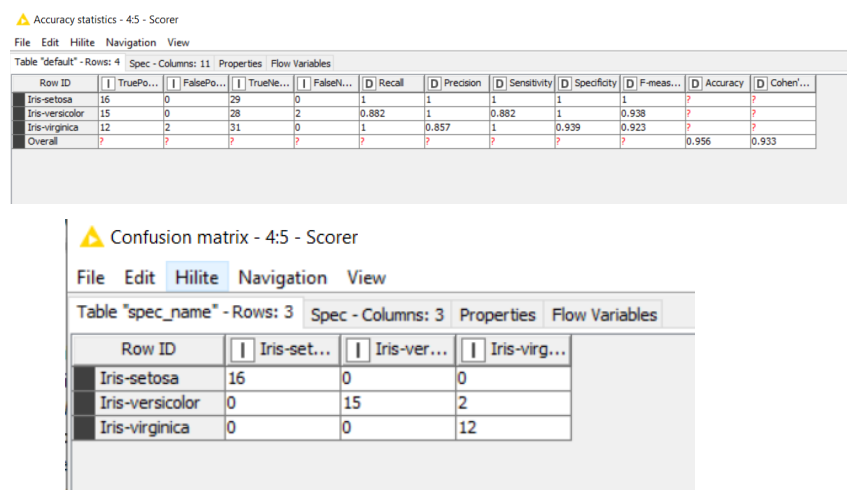 Accuracy statistics - 4:5 - Scorer
File Edit Hilite Navigation View
Table "default" - Rows: 4 Spec - Columns: 11 Properties Flow Variables
Row ID I TruePo... I FalsePo... I TrueNe... I FalseN... D Recall D Precision D Sensitivity D Specificity D F-meas... D Accuracy D Cohen'...
Iris-setosa 16 0 29 0 1 1 1 1 1 ? ?
Iris-versicolor 15 0 28 2 0.882 1 0.882 1 0.938 ? ?
Iris-virginica 12 2 31 0 1 0.857 1 0.939 0.923 ? ?
Overall ? ? ? ? ? ? ? ? ? 0.956 0.933
Confusion matrix - 4:5 - Scorer
File Edit Hilite Navigation View
Table "spec_name" - Rows: 3 Spec - Columns: 3 Properties Flow Variables
Row ID I Iris-set... I Iris-ver... I Iris-virg...
Iris-setosa 16 0 0
Iris-versicolor 0 15 2
Iris-virginica 0 0 12